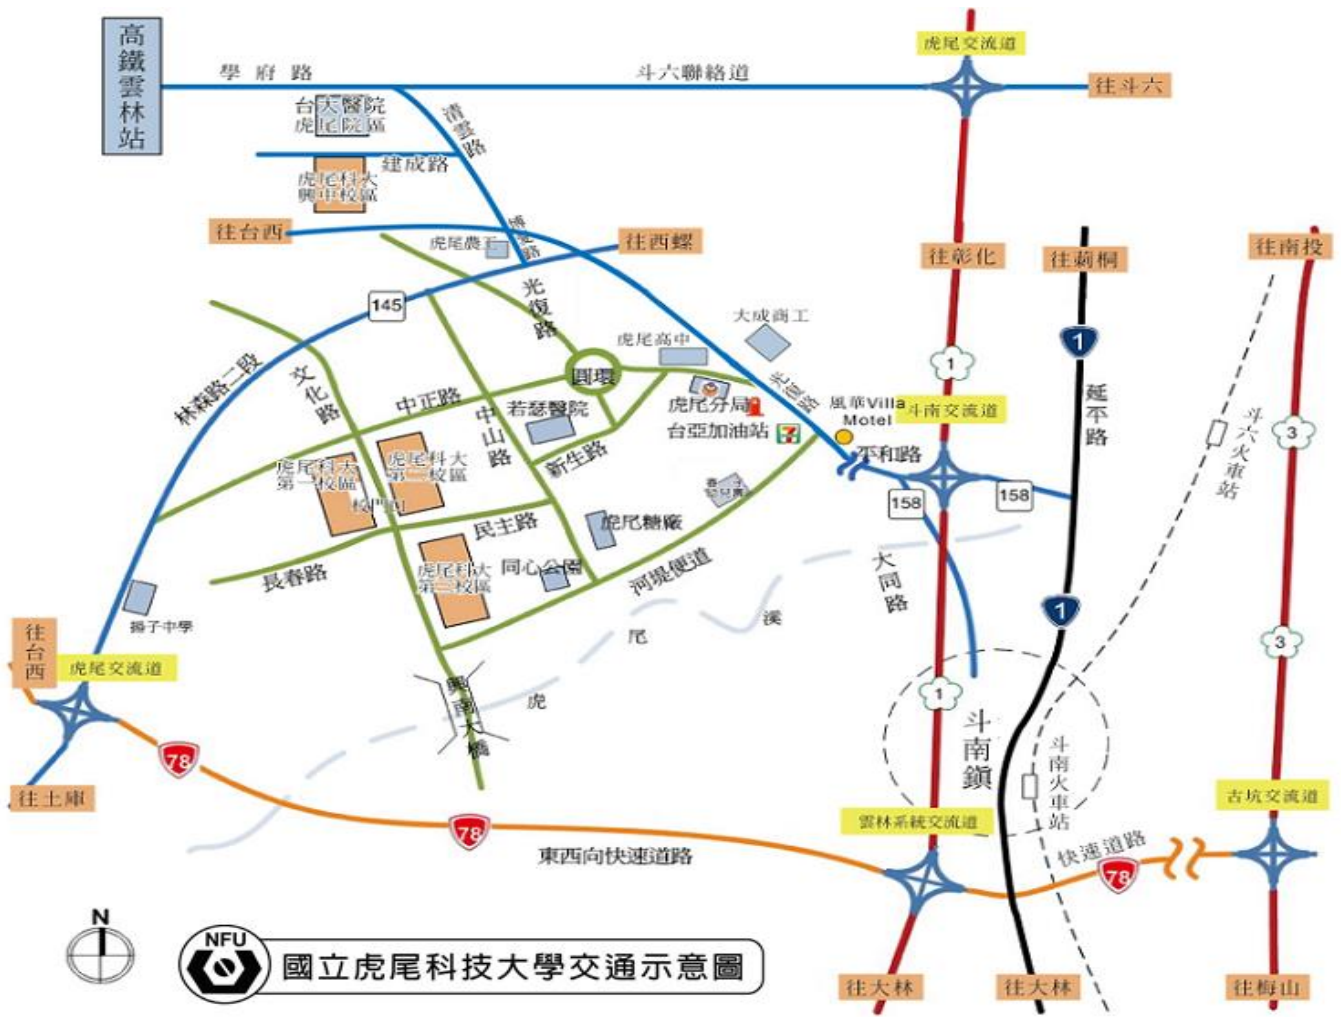 高鐵雲林站
學府路
斗六聯絡道
虎尾交流道
往斗六
台大醫院
虎尾院區
清雲路
建成路
虎尾科大
興中校區
往台西
虎尾農工
往西螺
往彰化
往莿桐
往南投
145
光復路
大成商工
虎尾高中
1
1
圓環
林森路二段
文化路
中正路
中山路
若瑟醫院
虎尾分局
光復路
風華Villa
Motel
斗南交流道
延平路
斗六火車站
3
台亞加油站
7
新生路
平和路
虎尾科大
第一校區
校門口
虎尾科大
第二校區
158
158
民主路
虎尾糖廠
長春路
虎尾科大
第三校區
同心公園
河堤便道
大同路
1
3
揚子中學
虎
尾
溪
往台西
虎尾交流道
興南大橋
1
斗南鎮
斗南火車站
78
往土庫
78
東西向快速道路
雲林系統交流道
快速道路
78
古坑交流道
N
NFU
國立虎尾科技大學交通示意圖
往大林
往大林
往梅山